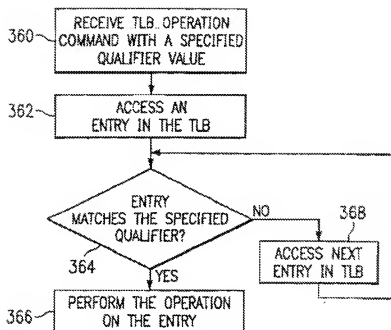 360
RECEIVE TLB OPERATION
COMMAND WITH A SPECIFIED
QUALIFIER VALUE
362
ACCESS AN
ENTRY IN THE TLB
ENTRY
MATCHES THE SPECIFIED
QUALIFIER?
364
NO
YES
368
ACCESS NEXT
ENTRY IN TLB
366
PERFORM THE OPERATION
ON THE ENTRY